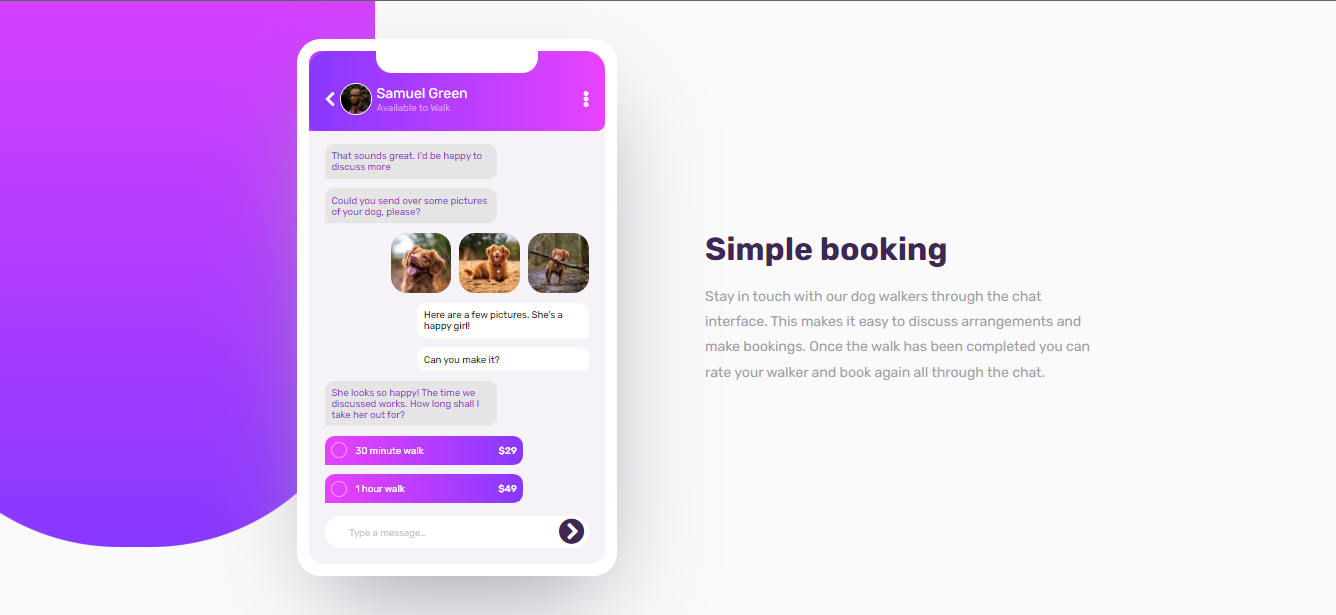 Samuel Green
Available to Walk
That sounds great. I'd be happy to
discuss more
Could you send over some pictures
of your dog, please?
Here are a few pictures. She's a
happy girl!
Can you make it?
She looks so happy! The time we
discussed works. How long shall I
take her out for?
30 minute walk $29
1 hour walk $49
Type a message…
Simple booking
Stay in touch with our dog walkers through the chat
interface. This makes it easy to discuss arrangements and
make bookings. Once the walk has been completed you can
rate your walker and book again all through the chat.